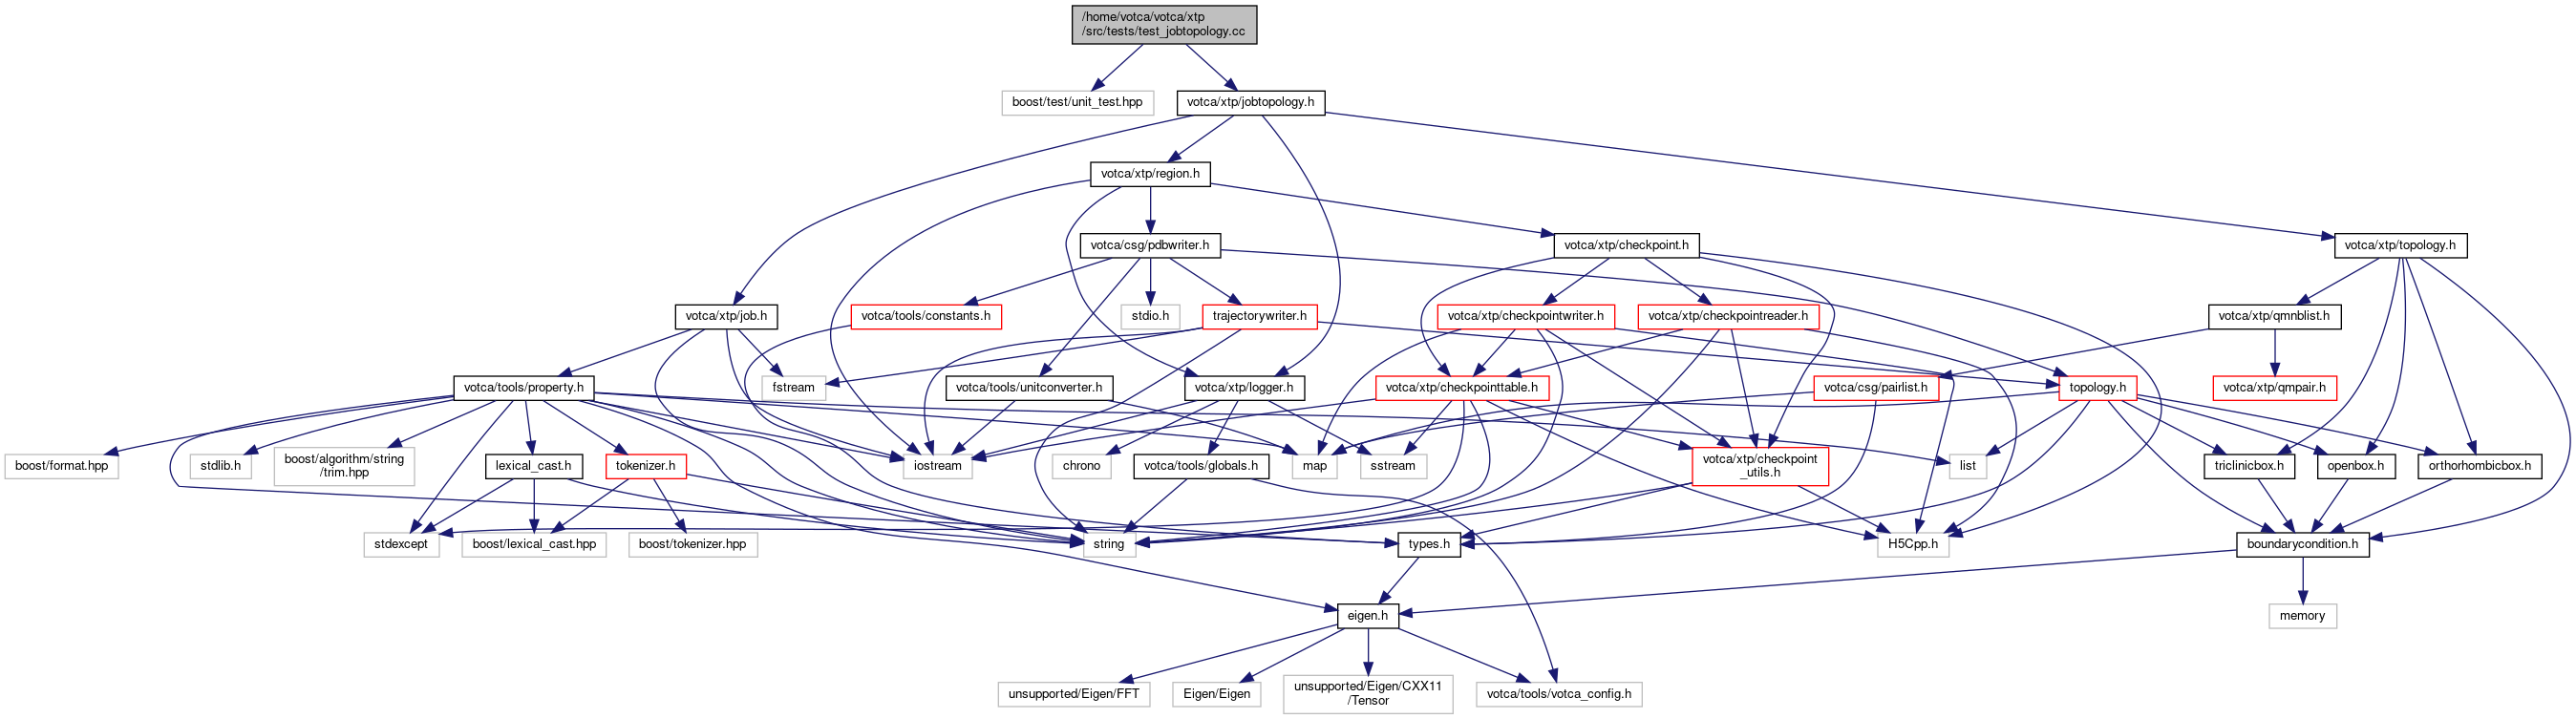 /home/votca/votca/xtp
/src/tests/test_jobtopology.cc
boost/test/unit_test.hpp
votca/xtp/jobtopology.h
votca/xtp/region.h
votca/csg/pdbwriter.h
votca/xtp/checkpoint.h
votca/xtp/topology.h
votca/xtp/job.h
votca/tools/constants.h
stdio.h
trajectorywriter.h
votca/xtp/checkpointwriter.h
votca/xtp/checkpointreader.h
votca/xtp/qmnblist.h
votca/tools/property.h
fstream
votca/tools/unitconverter.h
votca/xtp/logger.h
votca/xtp/checkpointtable.h
votca/csg/pairlist.h
topology.h
votca/xtp/qmpair.h
boost/format.hpp
stdlib.h
boost/algorithm/string
/trim.hpp
lexical_cast.h
tokenizer.h
iostream
chrono
votca/tools/globals.h
map
sstream
votca/xtp/checkpoint
_utils.h
list
triclinicbox.h
openbox.h
orthorhombicbox.h
stdexcept
boost/lexical_cast.hpp
boost/tokenizer.hpp
string
types.h
H5Cpp.h
boundarycondition.h
eigen.h
memory
unsupported/Eigen/FFT
Eigen/Eigen
unsupported/Eigen/CXX11
/Tensor
votca/tools/votca_config.h